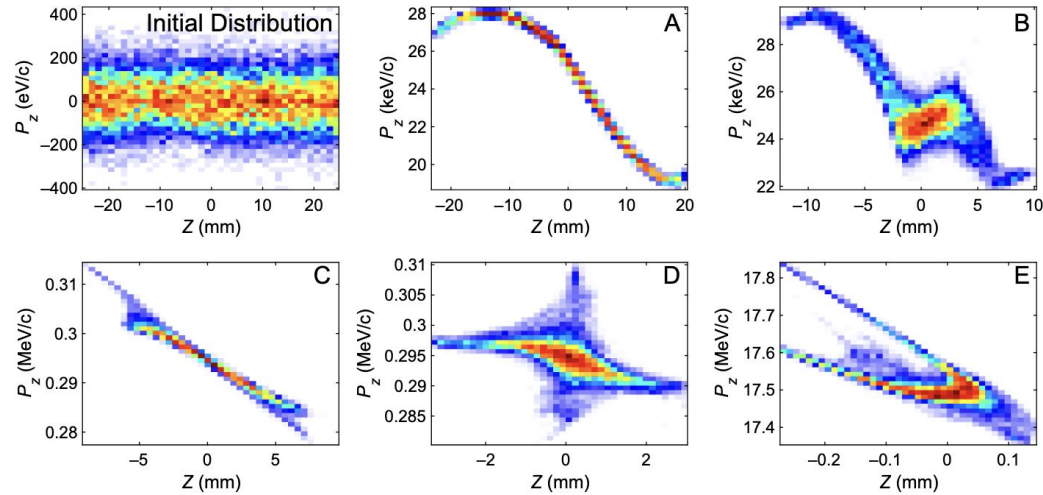 Initial Distribution
400
200
0
−200
−400
P_z (eV/c)
−20 −10 0 10 20
Z (mm)
A
28
26
24
22
20
P_z (keV/c)
−20 −10 0 10 20
Z (mm)
B
28
26
24
22
P_z (keV/c)
−10 −5 0 5 10
Z (mm)
C
0.31
0.3
0.29
0.28
P_z (MeV/c)
−5 0 5
Z (mm)
D
0.31
0.305
0.3
0.295
0.290
0.285
P_z (MeV/c)
−2 0 2
Z (mm)
E
17.8
17.7
17.6
17.5
17.4
P_z (MeV/c)
−0.2 −0.1 0 0.1
Z (mm)